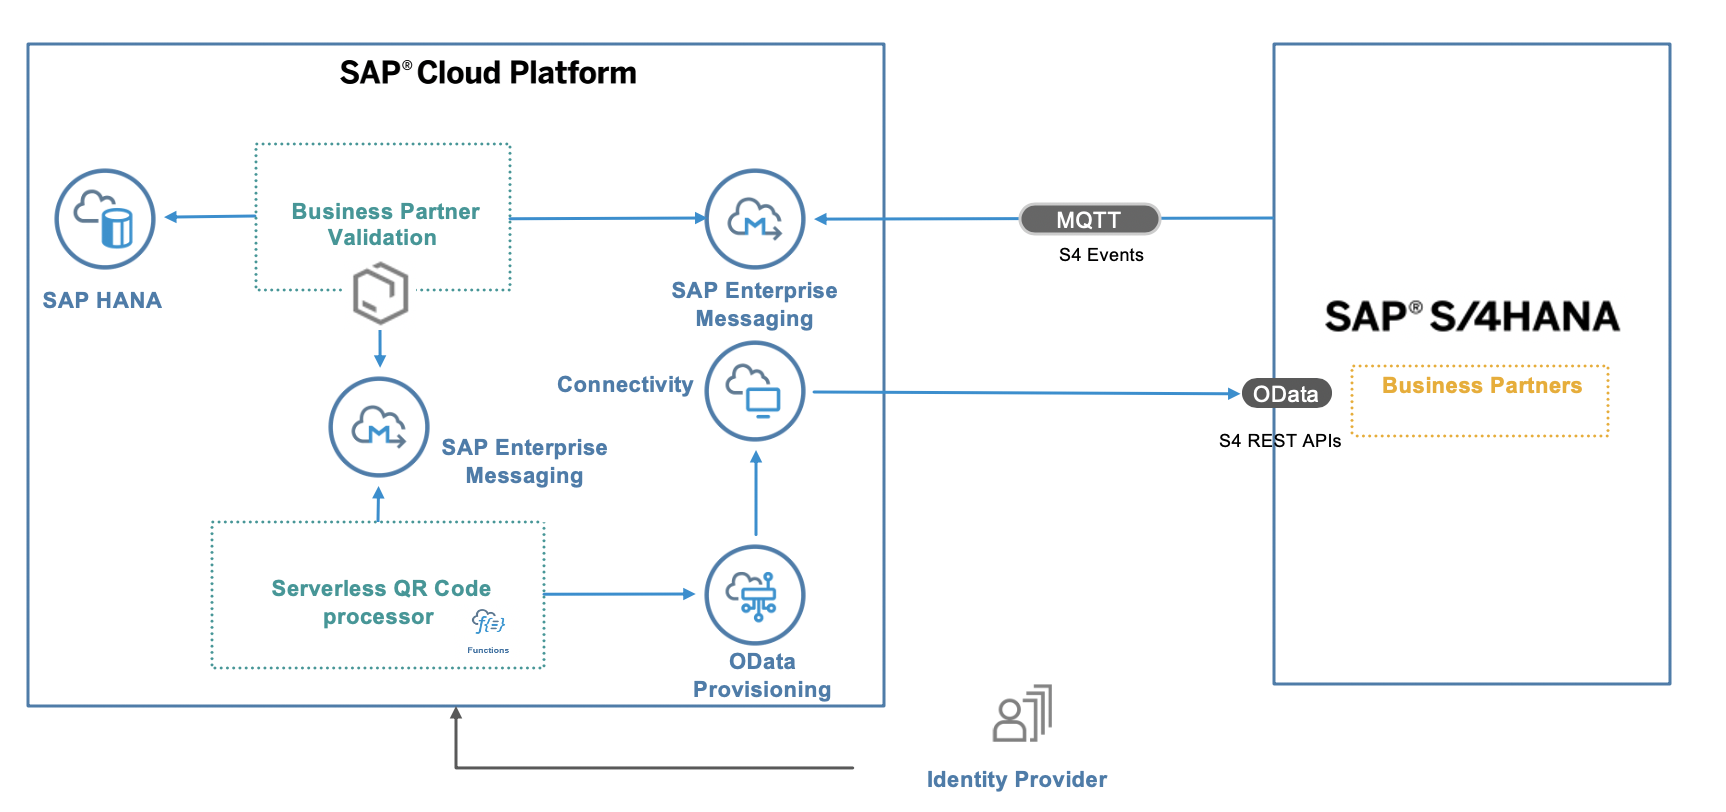 SAP® Cloud Platform
Business Partner
Validation
SAP HANA
SAP Enterprise
Messaging
MQTT
S4 Events
SAP® S/4HANA
Connectivity
OData
Business Partners
S4 REST APIs
SAP Enterprise
Messaging
Serverless QR Code
processor
f{≡}
Functions
OData
Provisioning
Identity Provider